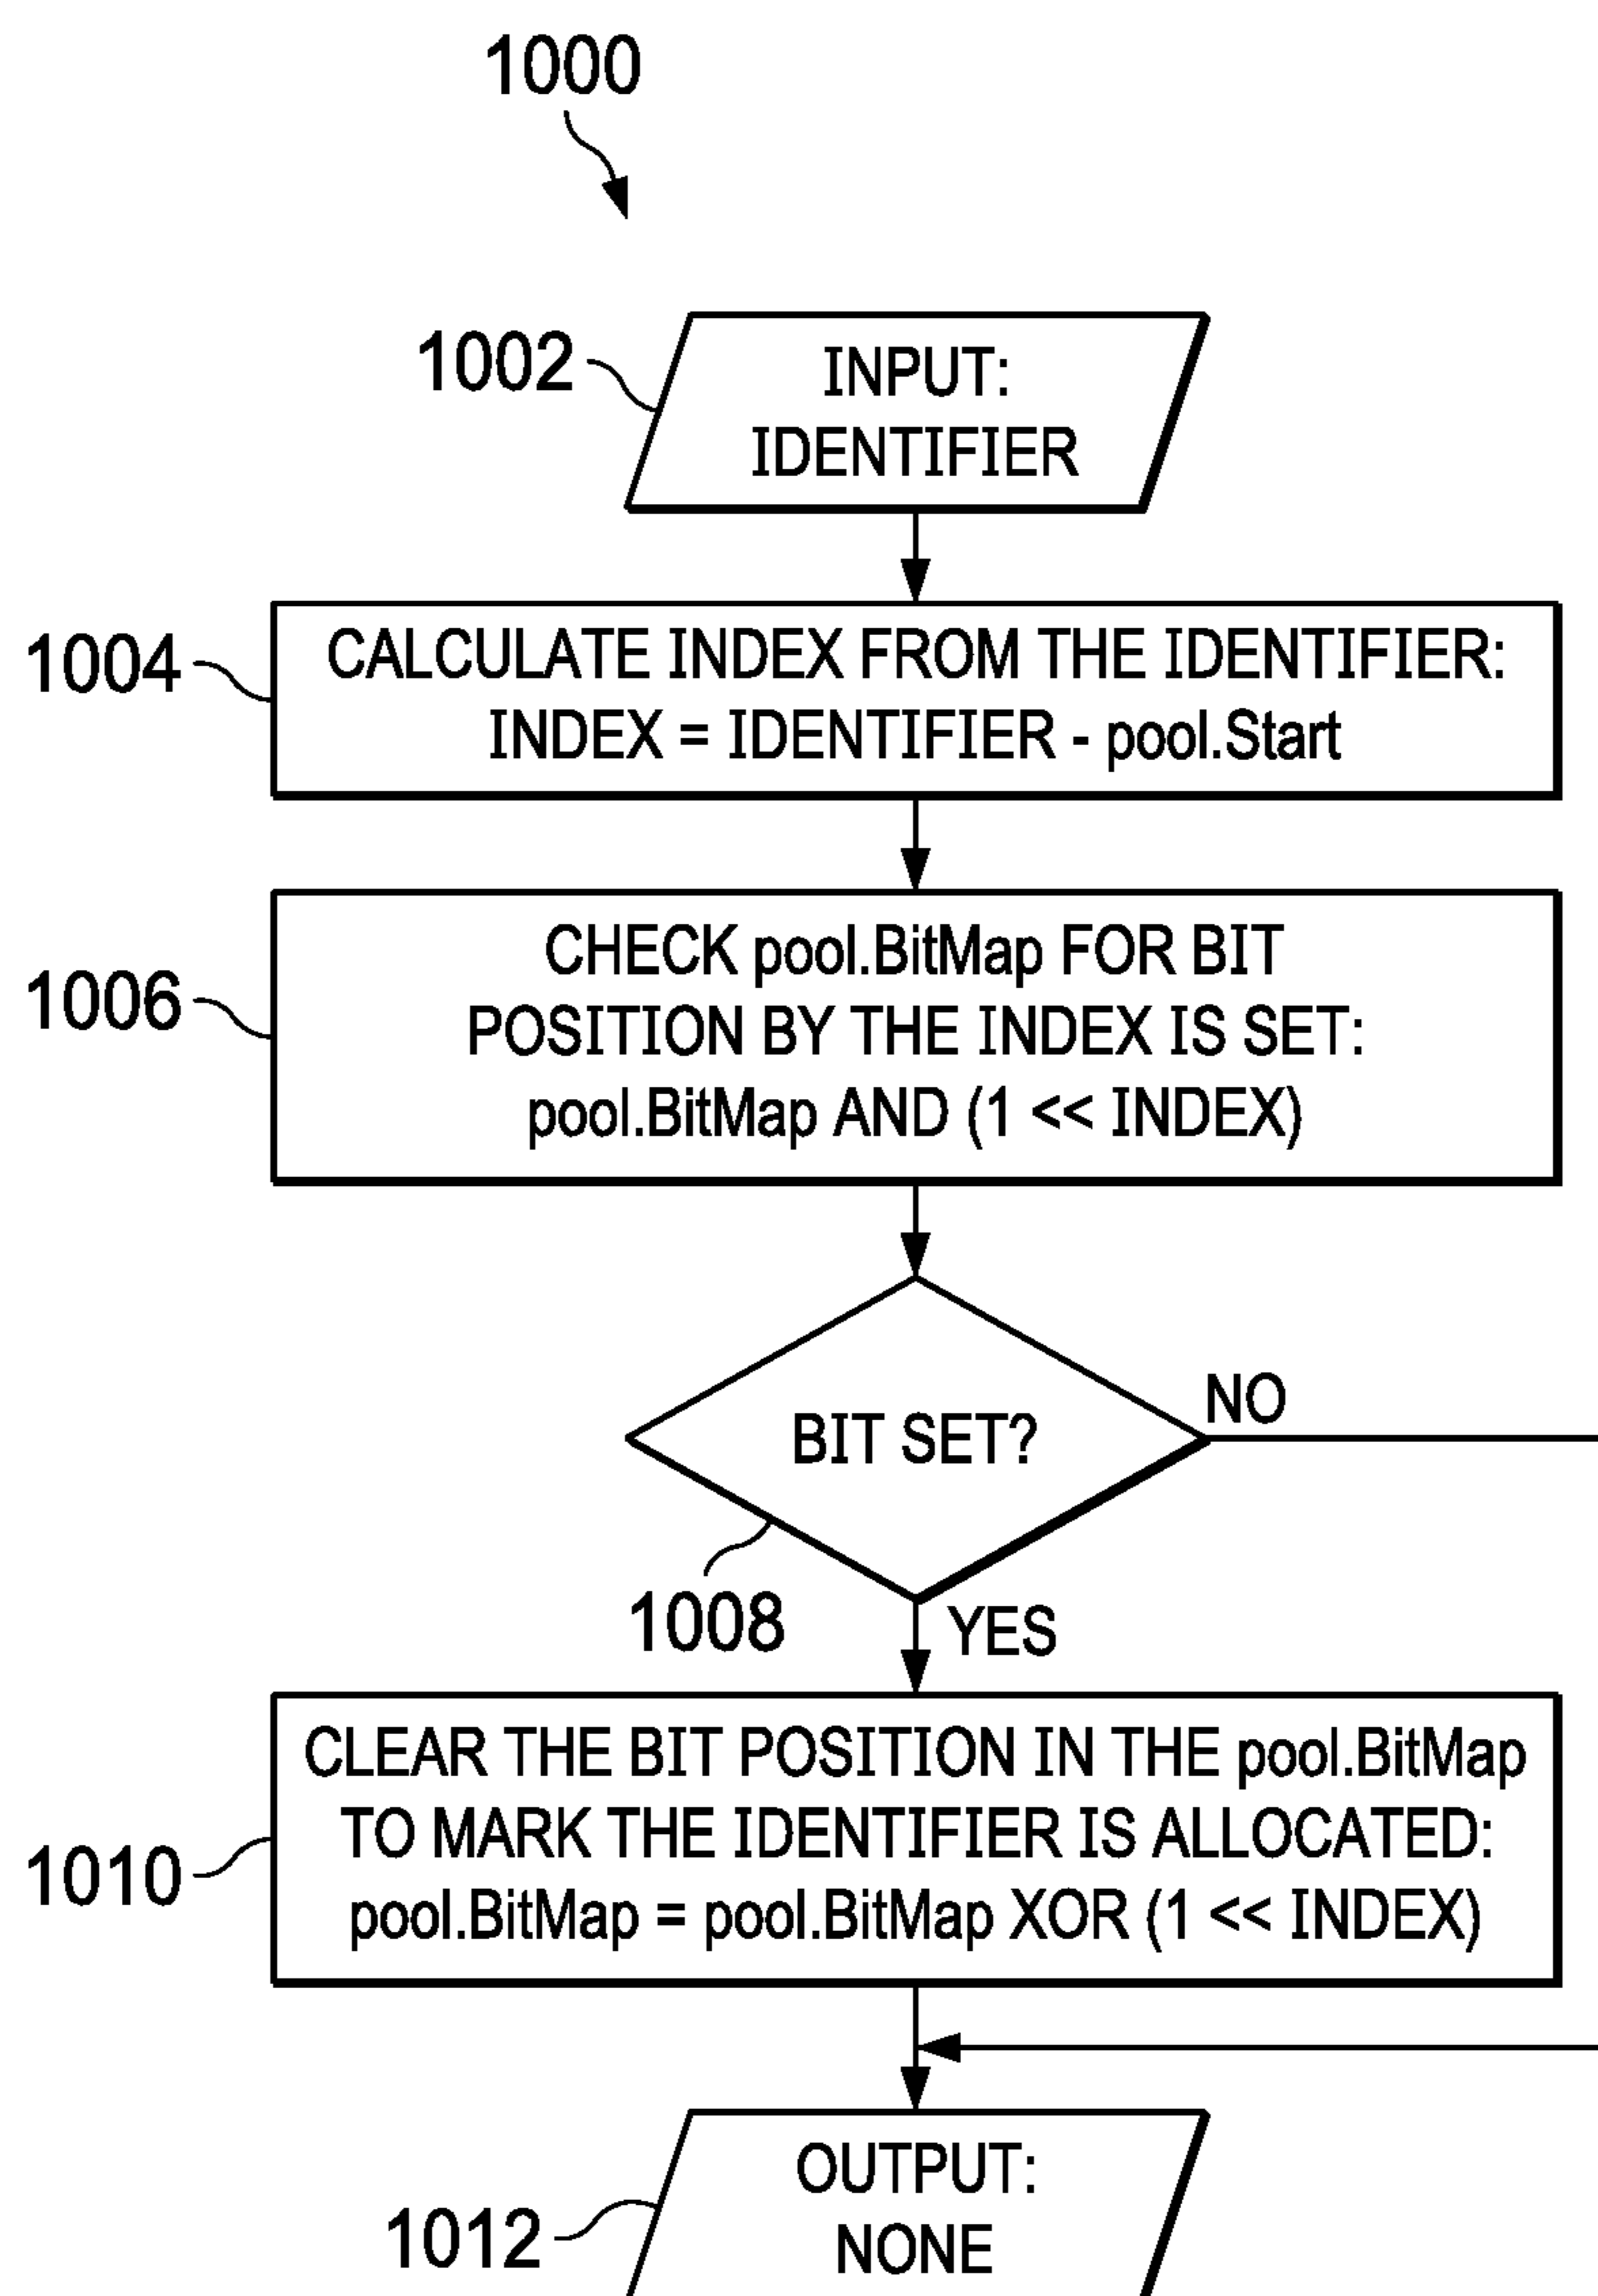 1000
1002
INPUT:
IDENTIFIER
1004
CALCULATE INDEX FROM THE IDENTIFIER:
INDEX = IDENTIFIER - pool.Start
1006
CHECK pool.BitMap FOR BIT
POSITION BY THE INDEX IS SET:
pool.BitMap AND (1 << INDEX)
BIT SET?
NO
1008
YES
1010
CLEAR THE BIT POSITION IN THE pool.BitMap
TO MARK THE IDENTIFIER IS ALLOCATED:
pool.BitMap = pool.BitMap XOR (1 << INDEX)
1012
OUTPUT:
NONE